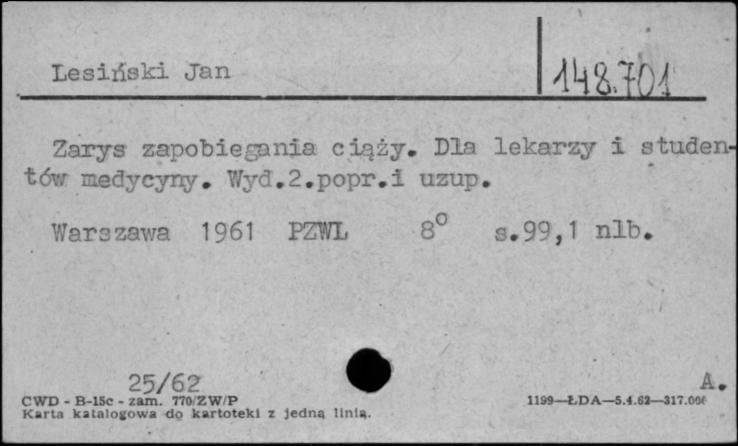 Lesiński Jan 148.701
Zarys zapobiegania ciąży. Dla lekarzy i studen-
tów medycyny. Wyd.2.popr.i uzup.
Warszawa 1961 PZWL 8° s.99,1 nlb.
25/62 A.
CWD - B-15c - zam. 770/ZW/P 1199—ŁDA—5.4.62—317.000
Karta katalogowa do kartoteki z jedną linią.